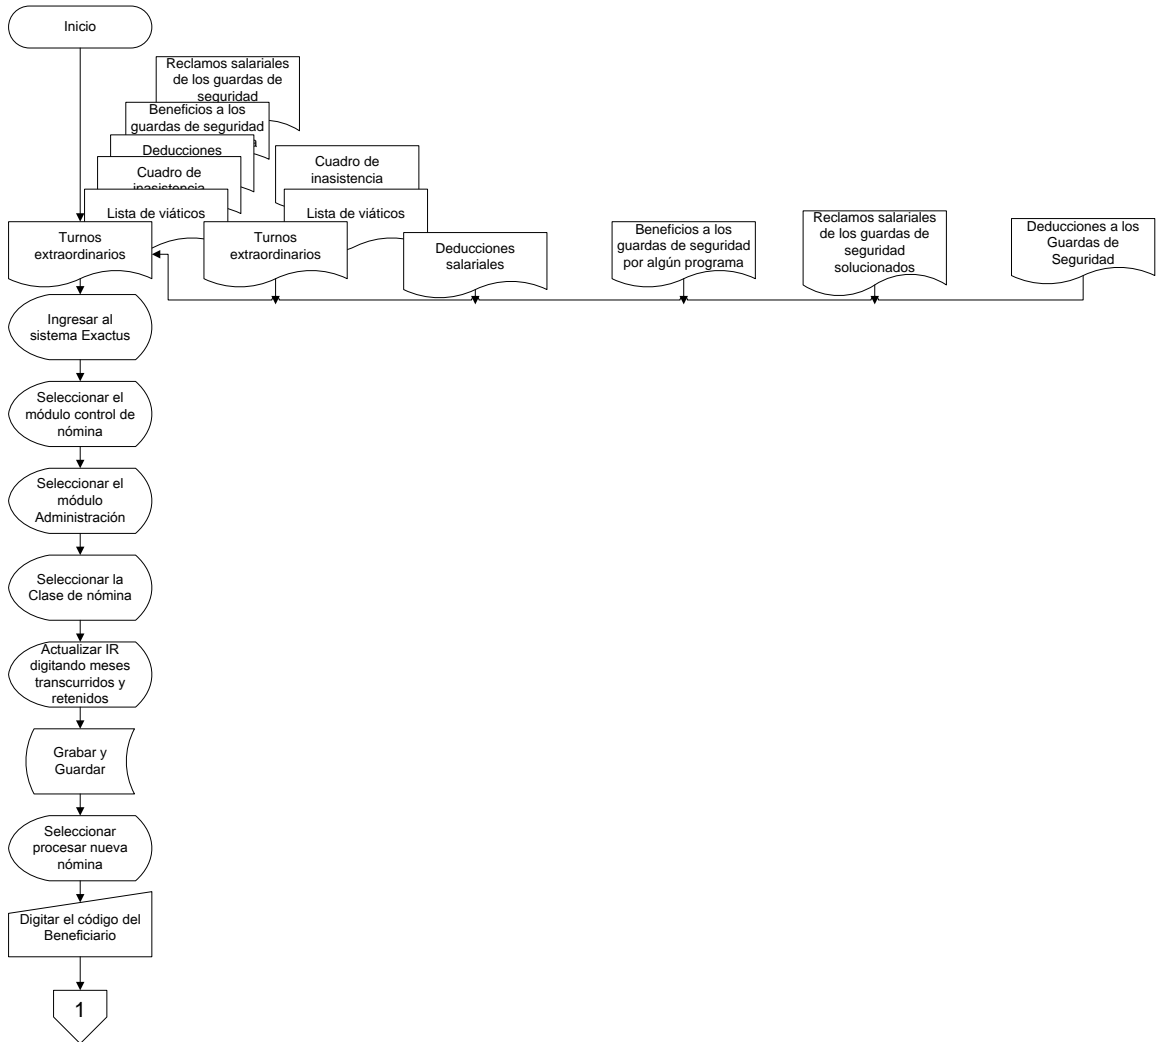 Inicio
Reclamos salariales
de los guardas de
seguridad
Beneficios a los
guardas de seguridad
Deducciones
Cuadro de
inasistencia
Lista de viáticos
Turnos
extraordinarios
Cuadro de
inasistencia
Lista de viáticos
Turnos
extraordinarios
Deducciones
salariales
Beneficios a los
guardas de seguridad
por algún programa
Reclamos salariales
de los guardas de
seguridad
solucionados
Deducciones a los
Guardas de
Seguridad
Ingresar al
sistema Exactus
Seleccionar el
módulo control de
nómina
Seleccionar el
módulo
Administración
Seleccionar la
Clase de nómina
Actualizar IR
digitando meses
transcurridos y
retenidos
Grabar y
Guardar
Seleccionar
procesar nueva
nómina
Digitar el código del
Beneficiario
1